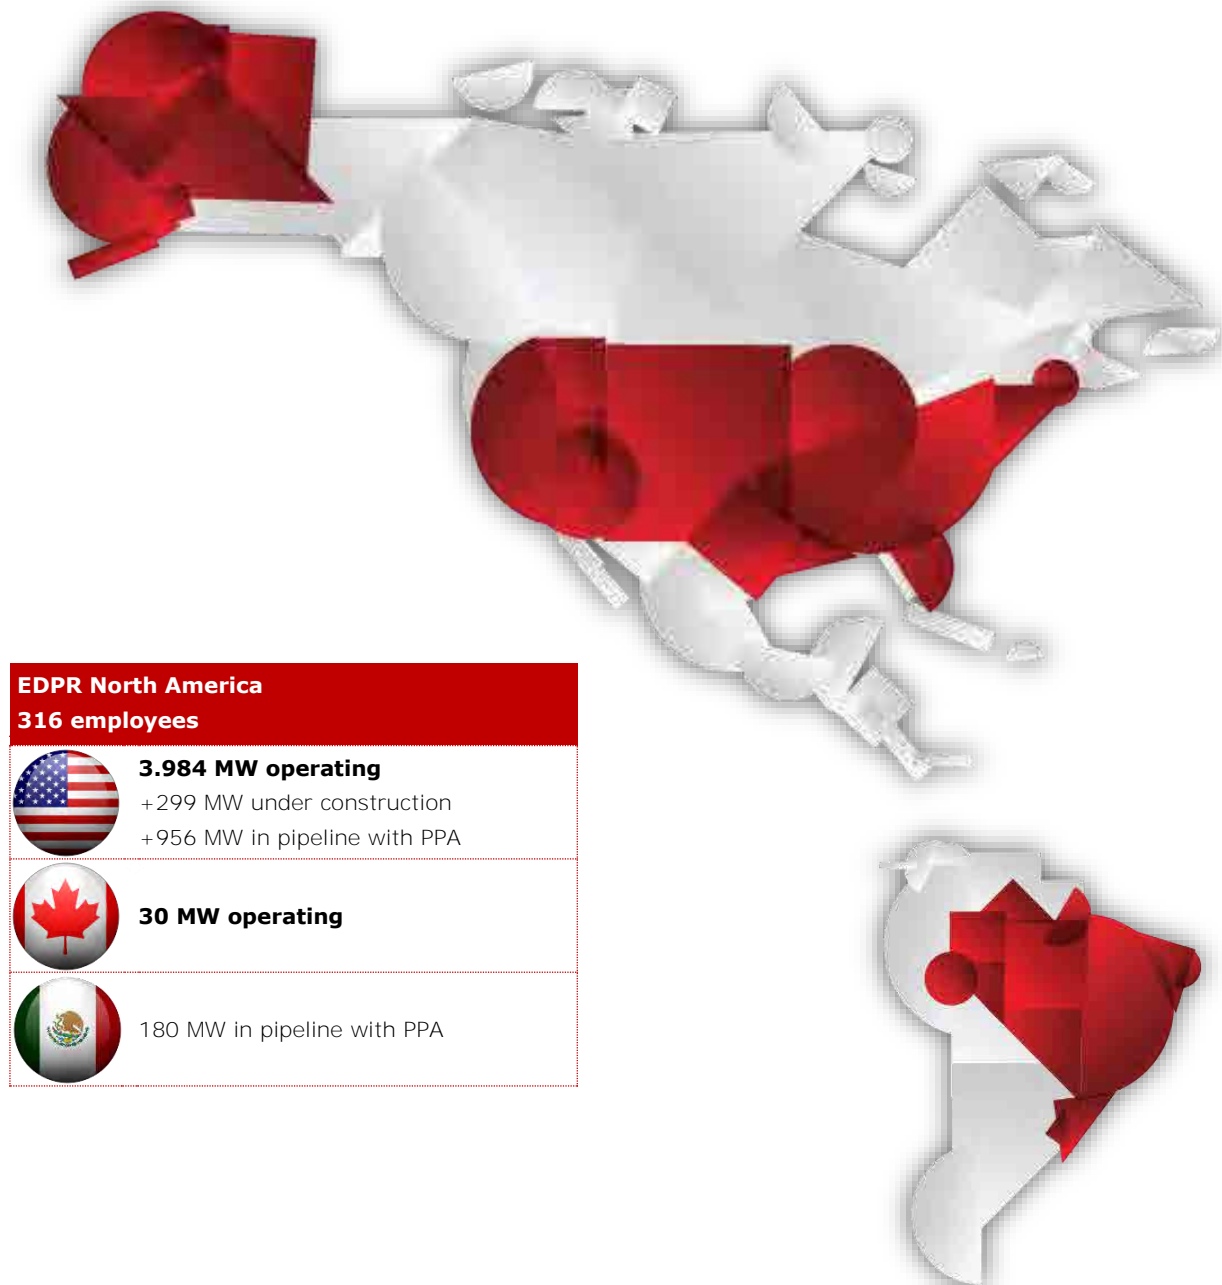 EDPR North America
316 employees
3.984 MW operating
+299 MW under construction
+956 MW in pipeline with PPA
30 MW operating
180 MW in pipeline with PPA